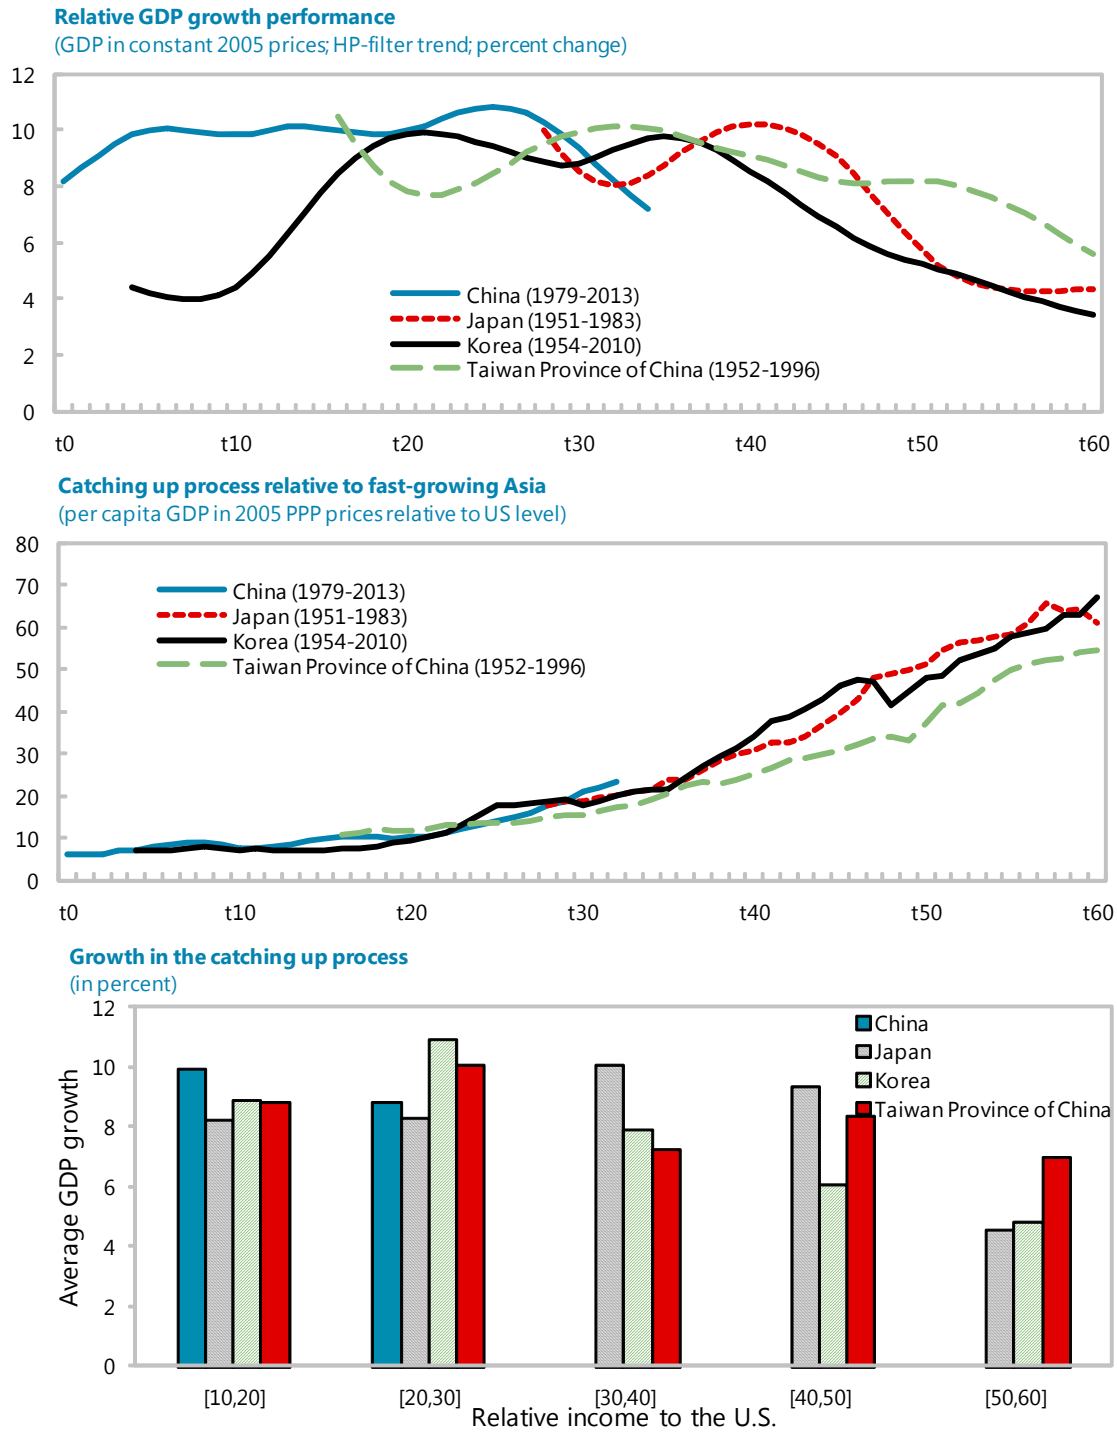 Relative GDP growth performance
(GDP in constant 2005 prices; HP-filter trend; percent change)
12
10
8
6
4
2
0
China (1979-2013)
Japan (1951-1983)
Korea (1954-2010)
Taiwan Province of China (1952-1996)
t0 t10 t20 t30 t40 t50 t60
Catching up process relative to fast-growing Asia
(per capita GDP in 2005 PPP prices relative to US level)
80
70
60
50
40
30
20
10
0
China (1979-2013)
Japan (1951-1983)
Korea (1954-2010)
Taiwan Province of China (1952-1996)
t0 t10 t20 t30 t40 t50 t60
Growth in the catching up process
(in percent)
12
10
8
6
4
2
0
Average GDP growth
China
Japan
Korea
Taiwan Province of China
[10,20] [20,30] [30,40] [40,50] [50,60]
Relative income to the U.S.